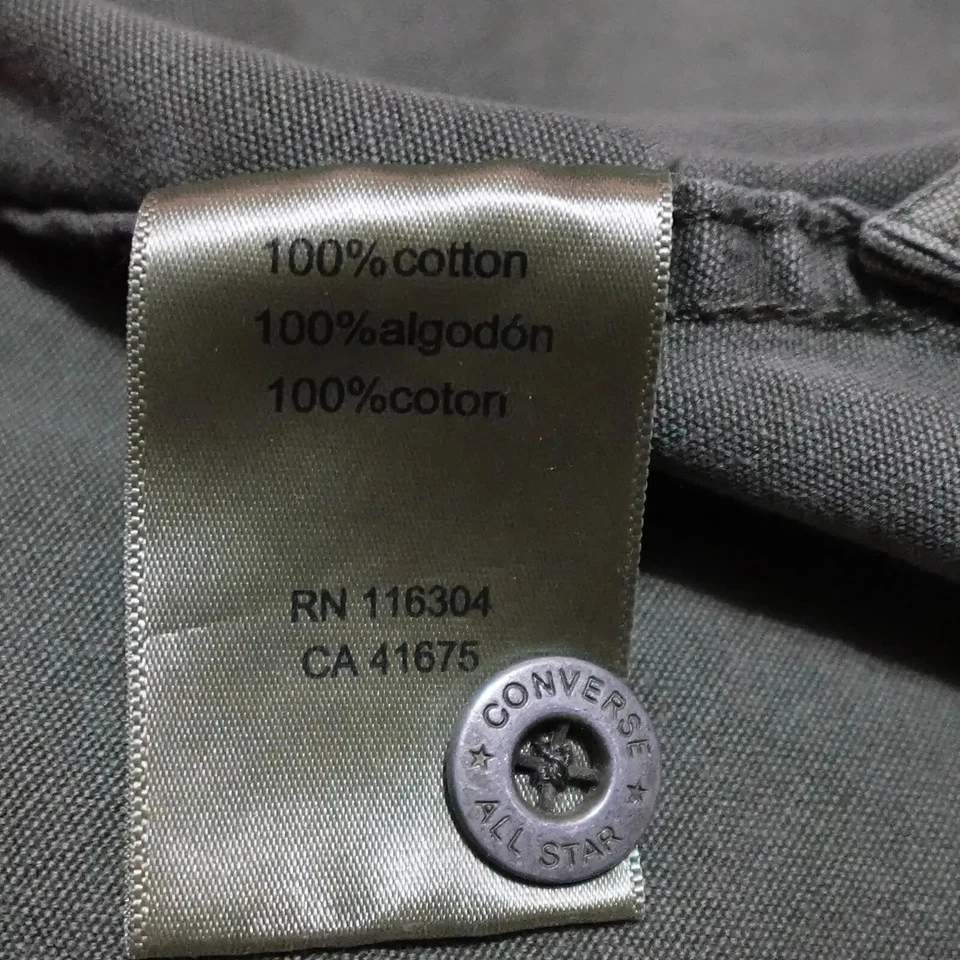 100%cotton
100%algodón
100%coton
RN 116304
CA 41675
CONVERSE
ALL STAR